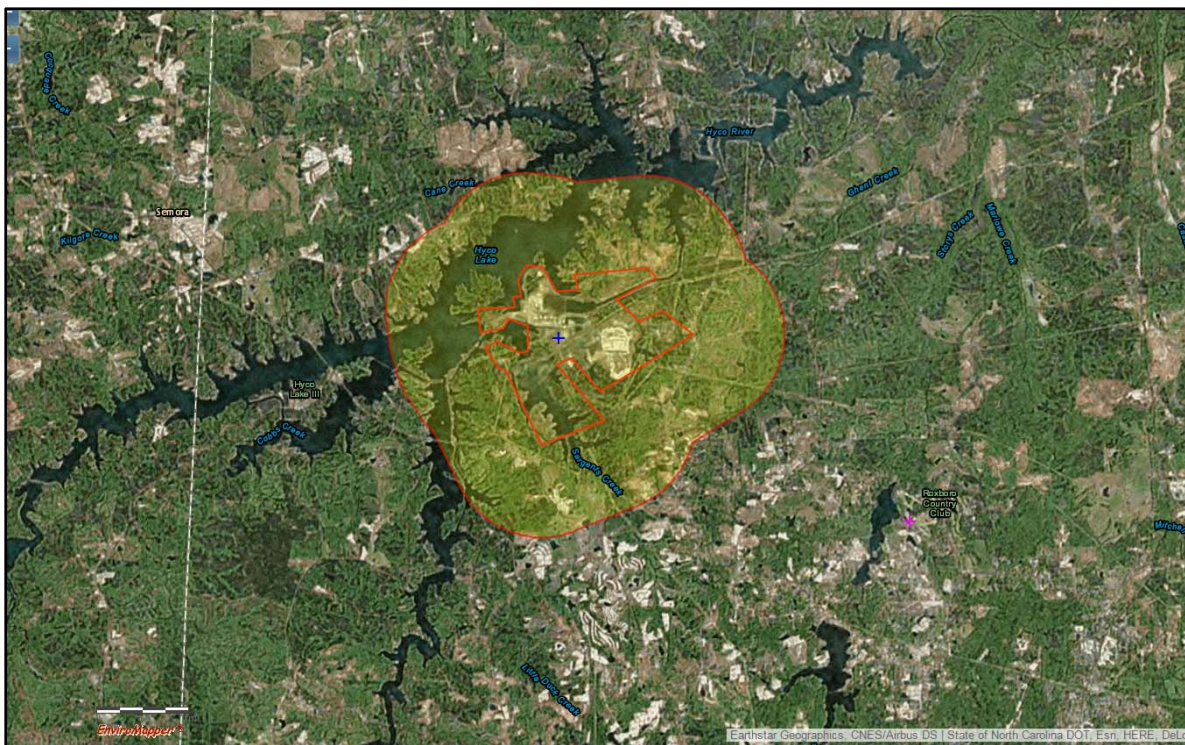 Goodus
Creek
Hyco River
Ghent Creek
Cane Creek
Semora
Kilgore Creek
Storys Creek
Marlowe Creek
Hyco
Lake
Hyco
Lake III
Cobbs Creek
Sargents Creek
Roxboro
Country
Club
Little Duck Creek
EnviroMapper
Earthstar Geographics, CNES/Airbus DS | State of North Carolina DOT, Esri, HERE, DeLo